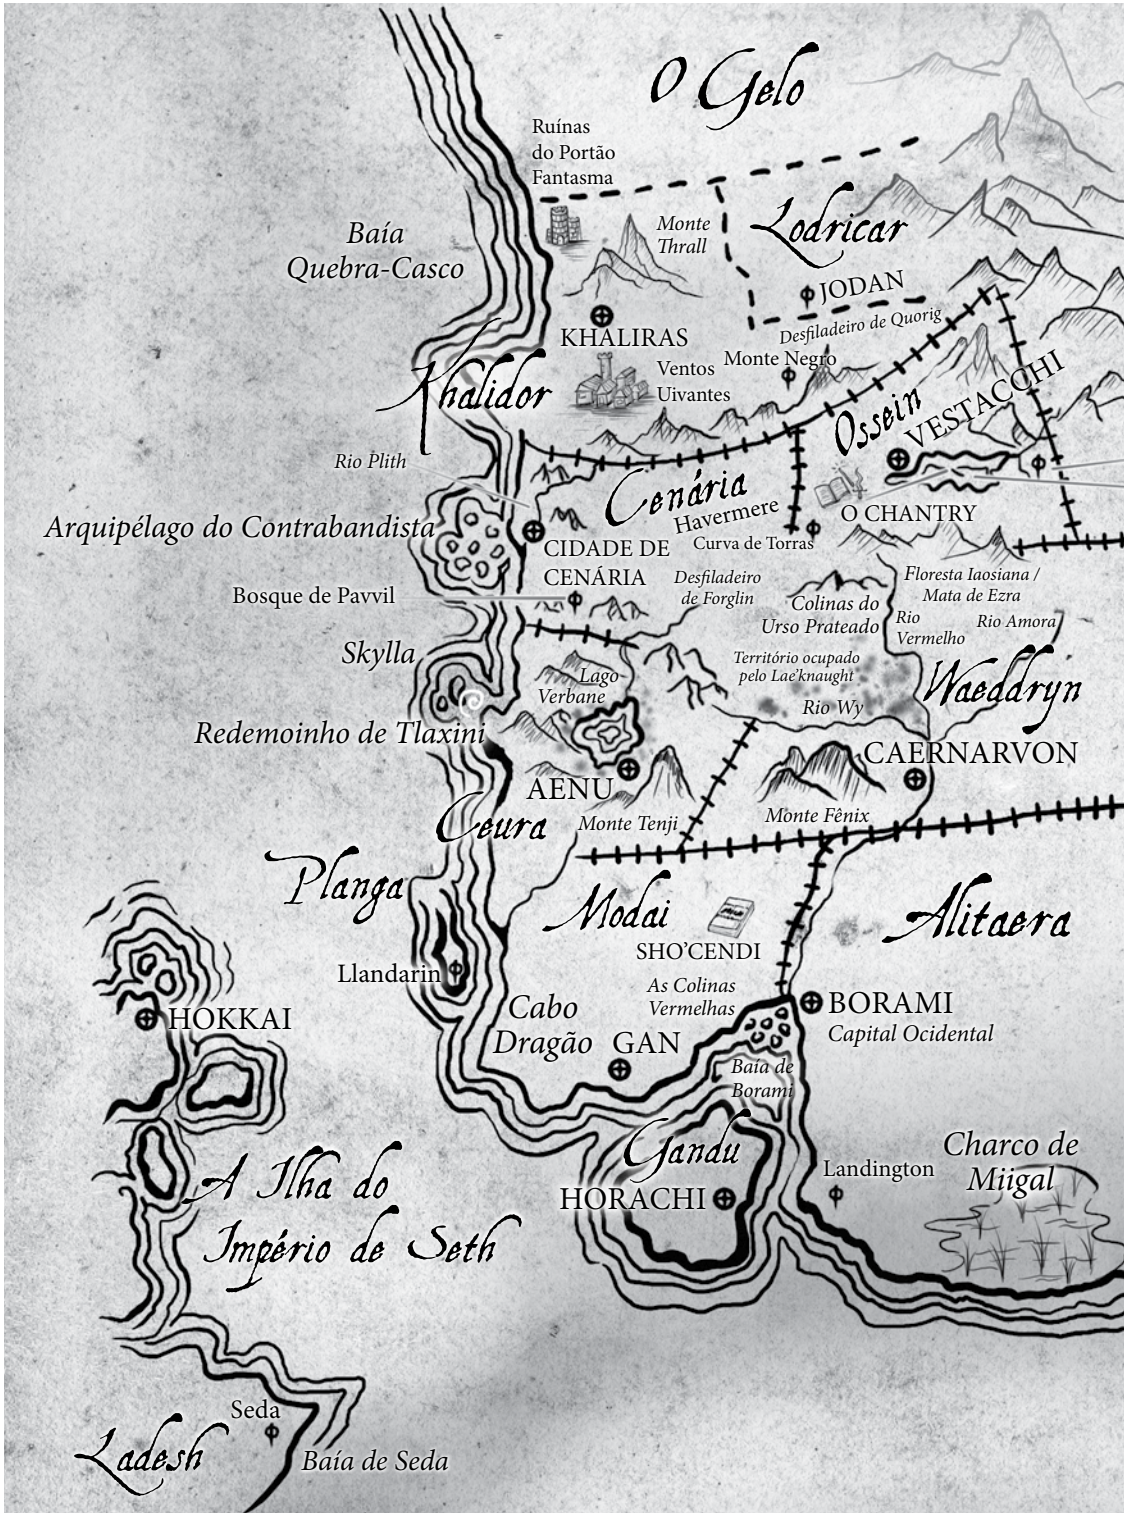 O Gelo
Ruínas
do Portão
Fantasma
Monte
Thrall
Lodricar
Baía
Quebra-Casco
JODAN
Desfiladeiro de Quorig
KHALIRAS
Monte Negro
Ventos
Uivantes
Khalidor
Ossein
VESTACCHI
Rio Plith
Cenária
Havermere
Arquipélago do Contrabandista
O CHANTRY
Curva de Torras
CIDADE DE
CENÁRIA
Desfiladeiro
de Forglin
Floresta Iaosiana /
Mata de Ezra
Bosque de Pavvil
Colinas do
Urso Prateado
Rio
Vermelho
Rio Amora
Skylla
Território ocupado
pelo Lae'knaught
Lago
Verbane
Waeddryn
Rio Wy
Redemoinho de Tlaxini
CAERNARVON
AENU
Ceura
Monte Tenji
Monte Fênix
Planga
Modai
Alitaera
SHO'CENDI
Llandarin
As Colinas
Vermelhas
Cabo
Dragão
HOKKAI
BORAMI
Capital Ocidental
GAN
Baía de
Borami
Gandu
HORACHI
Landington
Charco de
Miigal
A Ilha do
Império de Seth
Seda
Ladesh
Baía de Seda